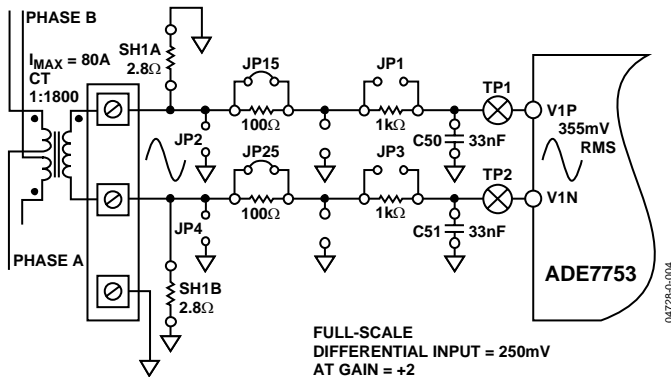 PHASE B
I MAX = 80A
CT
1:1800
SH1A
2.8Ω
JP15
100Ω
JP1
1kΩ
TP1
V1P
C50
33nF
355mV
RMS
JP2
JP25
100Ω
JP3
1kΩ
TP2
V1N
JP4
C51
33nF
PHASE A
SH1B
2.8Ω
ADE7753
FULL-SCALE
DIFFERENTIAL INPUT = 250mV
AT GAIN = +2
04728-0-004